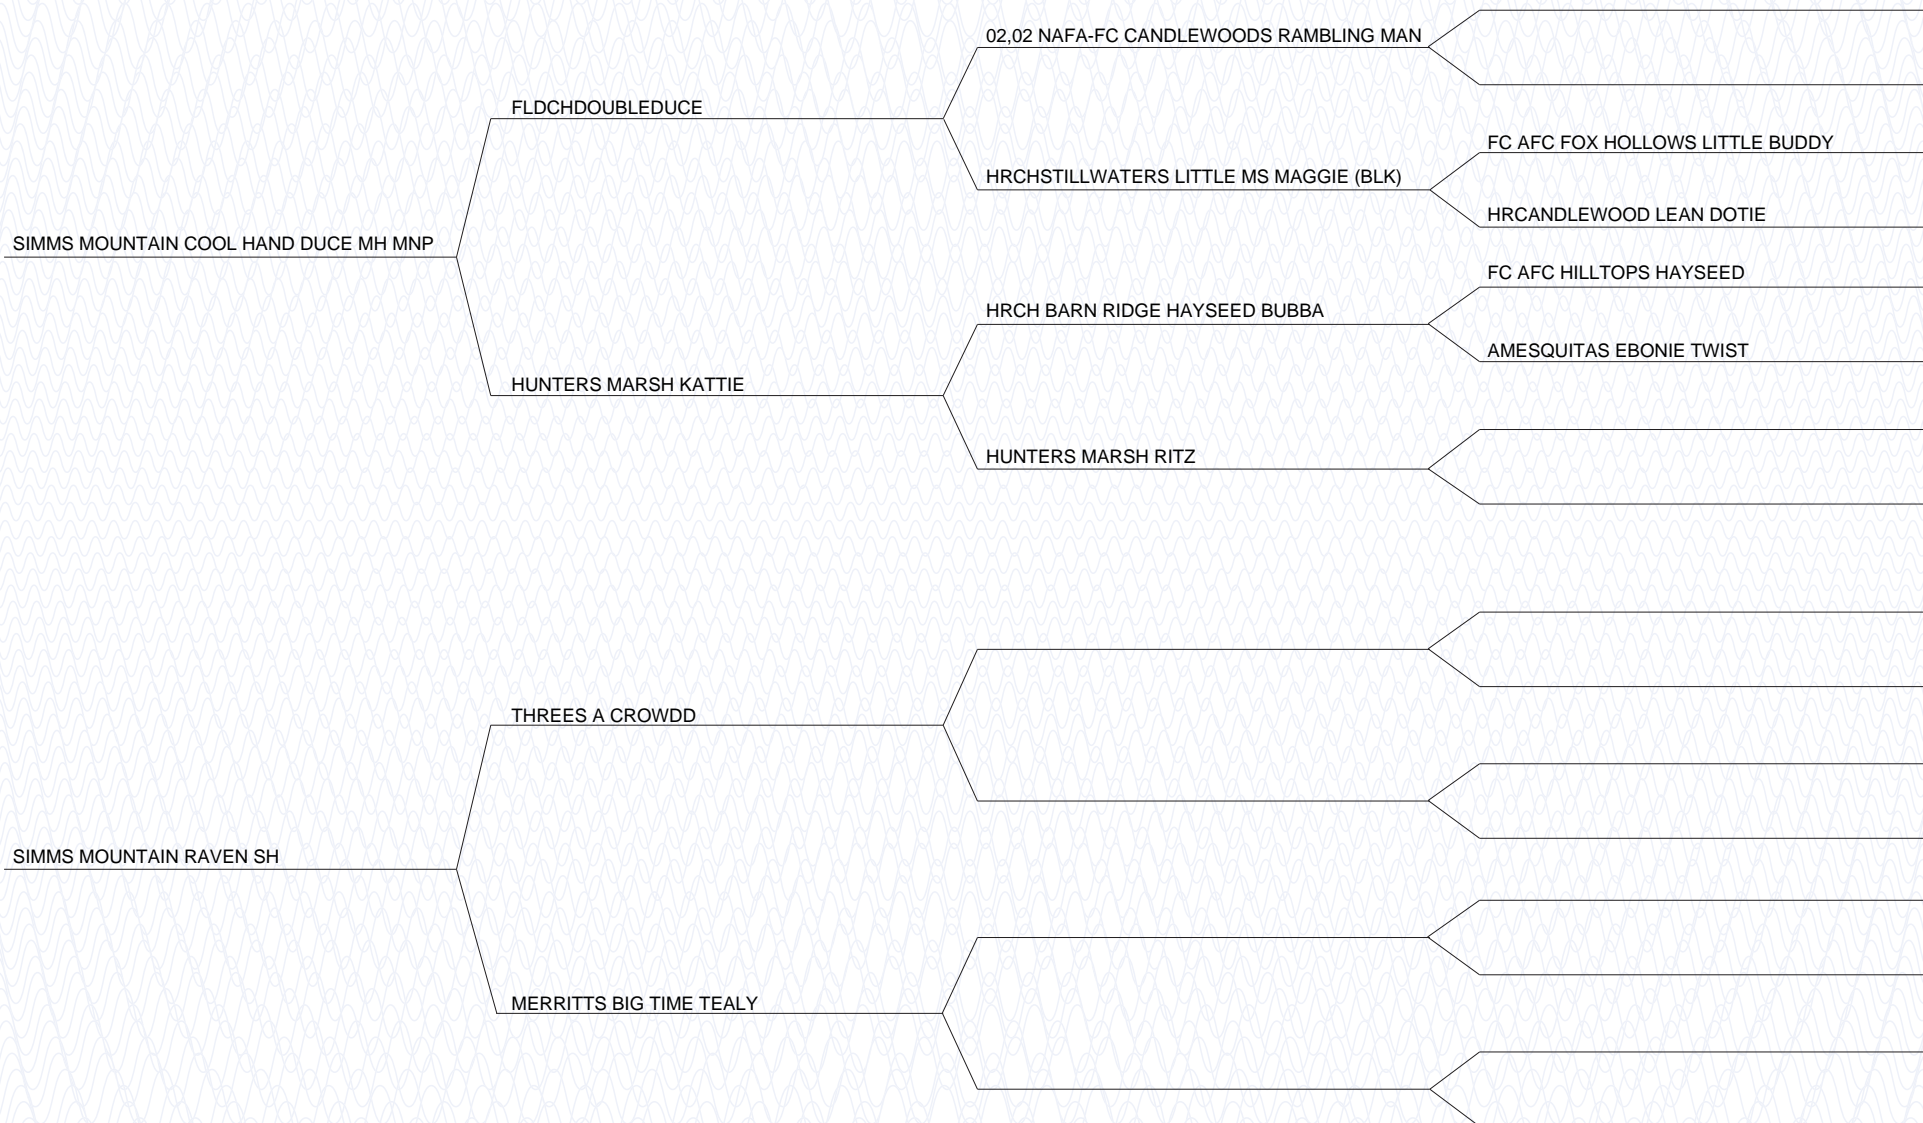 02,02 NAFA-FC CANDLEWOODS RAMBLING MAN
FLDCHDOUBLEDUCE
FC AFC FOX HOLLOWS LITTLE BUDDY
HRCHSTILLWATERS LITTLE MS MAGGIE (BLK)
HRCANDLEWOOD LEAN DOTIE
SIMMS MOUNTAIN COOL HAND DUCE MH MNP
FC AFC HILLTOPS HAYSEED
HRCH BARN RIDGE HAYSEED BUBBA
AMESQUITAS EBONIE TWIST
HUNTERS MARSH KATTIE
HUNTERS MARSH RITZ
THREES A CROWDD
SIMMS MOUNTAIN RAVEN SH
MERRITTS BIG TIME TEALY